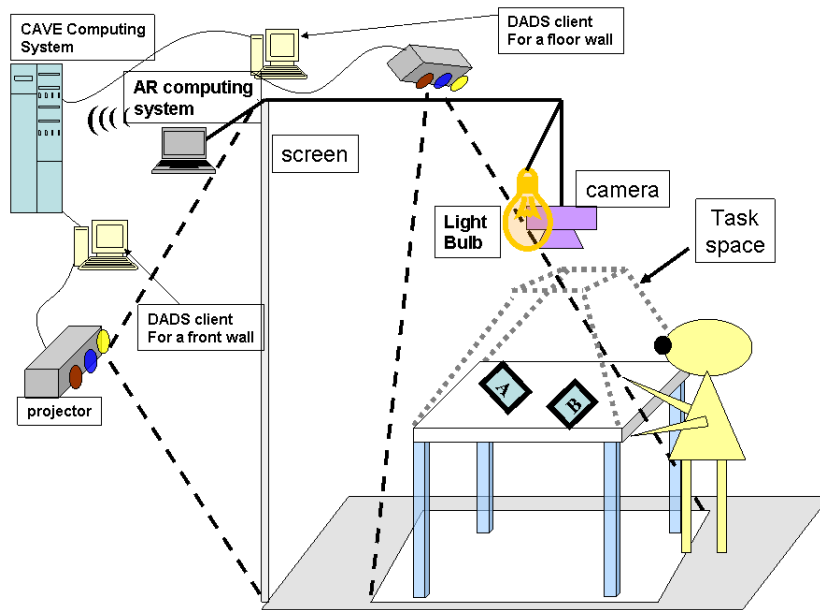 CAVE Computing
System
DADS client
For a floor wall
AR computing
system
screen
camera
Light
Bulb
Task
space
DADS client
For a front wall
projector
A
B